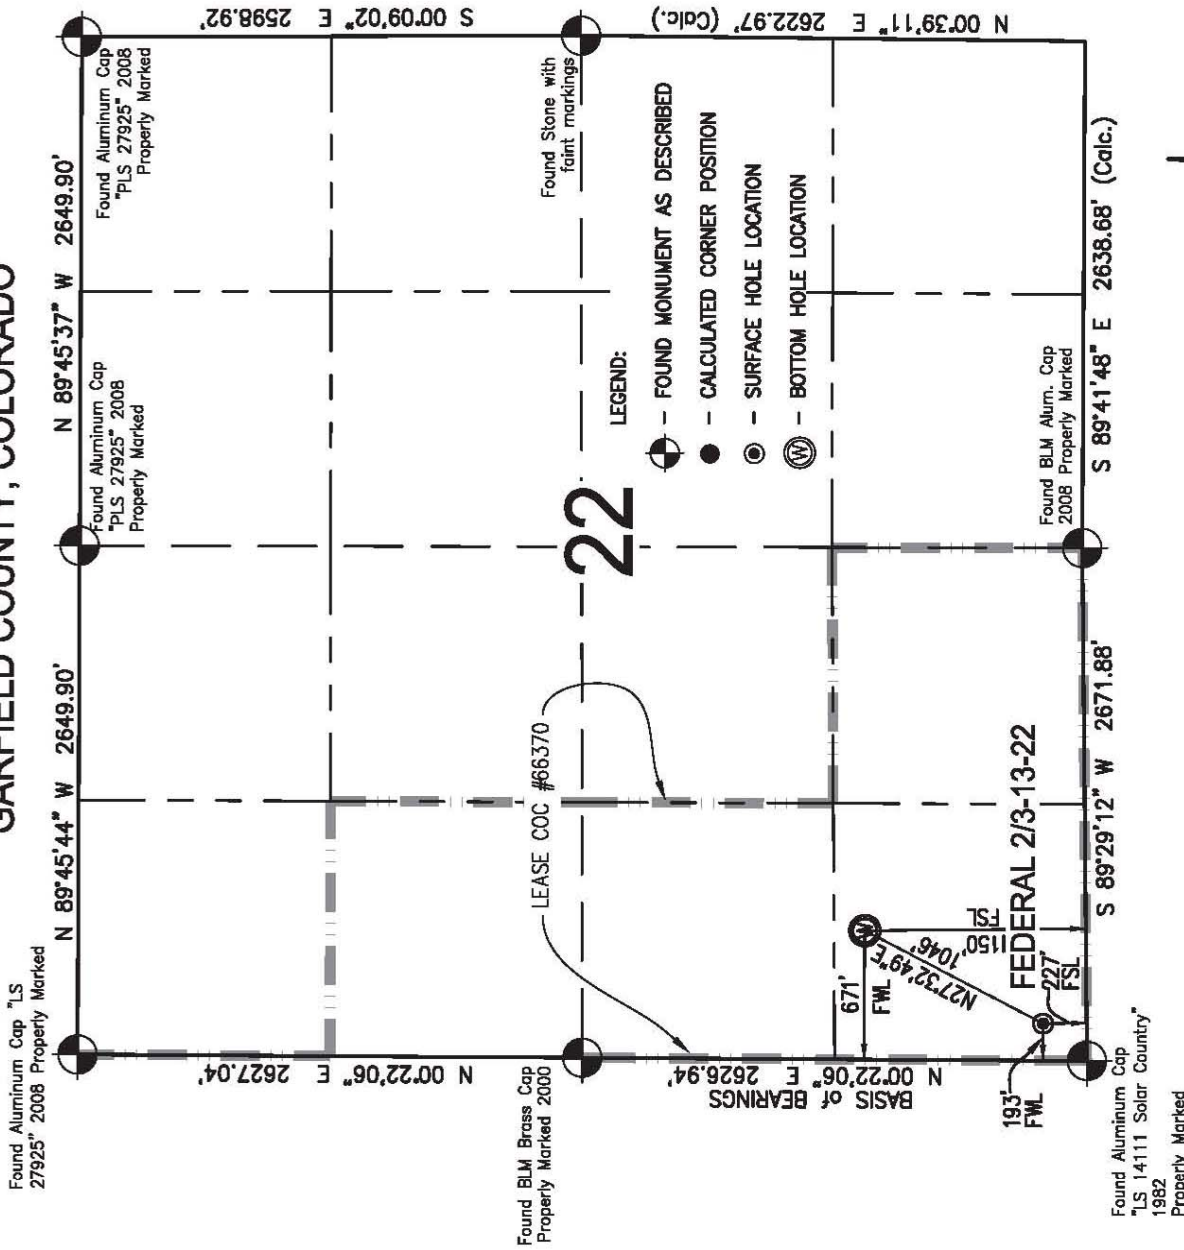 GARFIELD COUNTY, COLORADO
Found Aluminum Cap "LS
27925" 2008 Properly Marked
N 89°45'44" W 2649.90'
N 89°45'37" W 2649.90'
Found Aluminum Cap
"PLS 27925" 2008
Properly Marked
Found Aluminum Cap
"PLS 27925" 2008
Properly Marked
N 00°22'06" E 2627.04'
S 00°09'02" E 2598.92'
LEASE COC #66370
22
Found BLM Brass Cap
Properly Marked 2000
Found Stone with
faint markings
LEGEND:
- FOUND MONUMENT AS DESCRIBED
- CALCULATED CORNER POSITION
- SURFACE HOLE LOCATION
W - BOTTOM HOLE LOCATION
N 00°22'06" E 2626.94'
BASIS of BEARINGS
N 00°39'11" E 2622.97' (Calc.)
W
671'
FWL
1150'
FSL
N27°32'49"E
1046'
FEDERAL 2/3-13-22
227'
FSL
193'
FWL
Found BLM Alum. Cap
2008 Properly Marked
S 89°29'12" W 2671.88'
S 89°41'48" E 2638.68' (Calc.)
Found Aluminum Cap
"LS 14111 Solar Country"
1982
Properly Marked